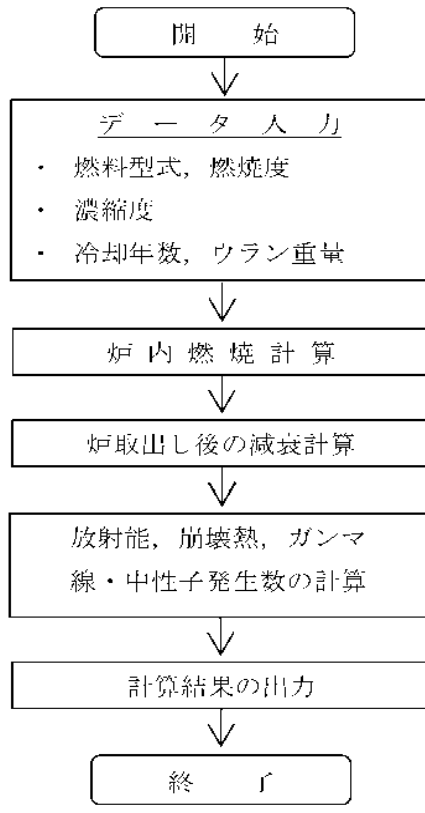 開　始
データ入力
・ 燃料型式，燃焼度
・ 濃縮度
・ 冷却年数，ウラン重量
炉内燃焼計算
炉取出し後の減衰計算
放射能，崩壊熱，ガンマ
線・中性子発生数の計算
計算結果の出力
終　了